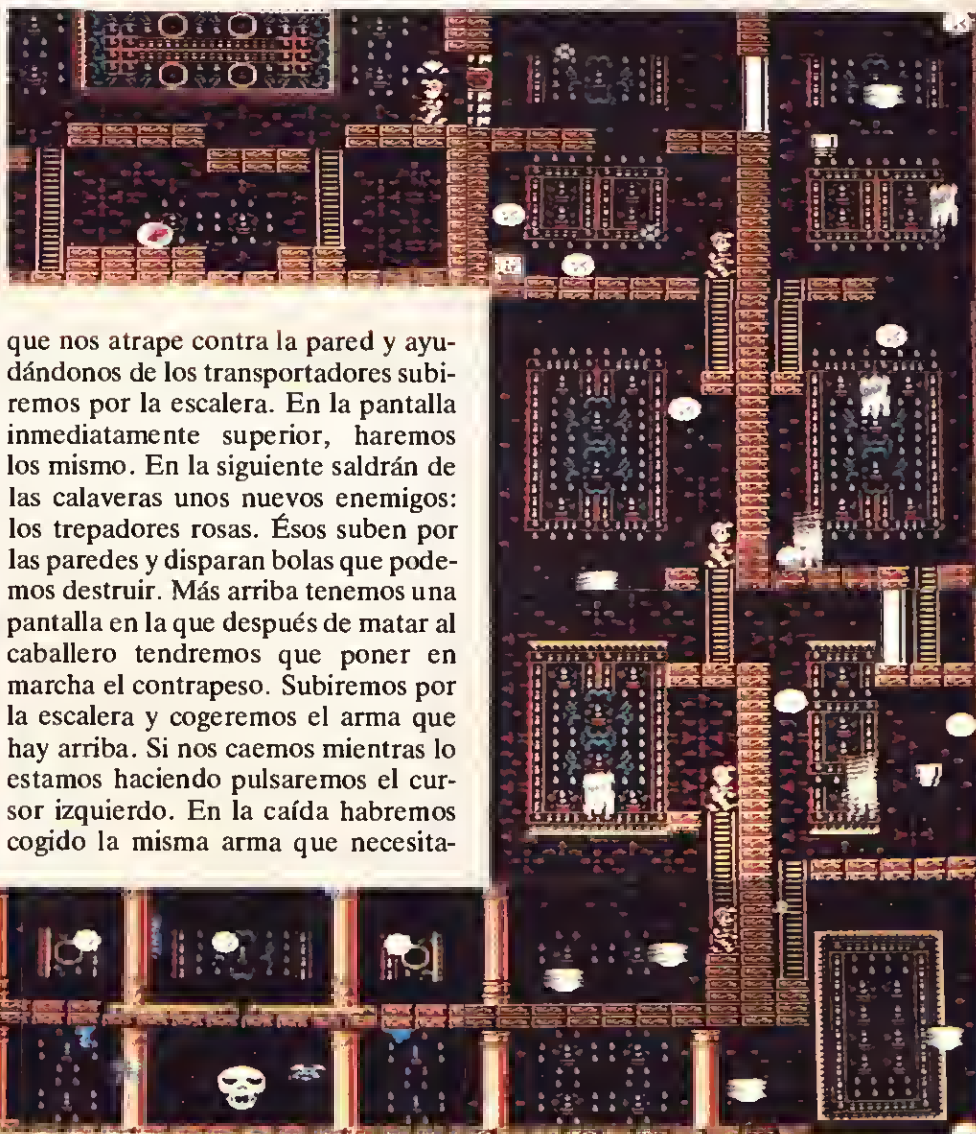 que nos atrape contra la pared y ayu-
dándonos de los transportadores subi-
remos por la escalera. En la pantalla
inmediatamente superior, haremos
los mismo. En la siguiente saldrán de
las calaveras unos nuevos enemigos:
los trepadores rosas. Ésos suben por
las paredes y disparan bolas que pode-
mos destruir. Más arriba tenemos una
pantalla en la que después de matar al
caballero tendremos que poner en
marcha el contrapeso. Subiremos por
la escalera y cogeremos el arma que
hay arriba. Si nos caemos mientras lo
estamos haciendo pulsaremos el cur-
sor izquierdo. En la caída habremos
cogido la misma arma que necesita-